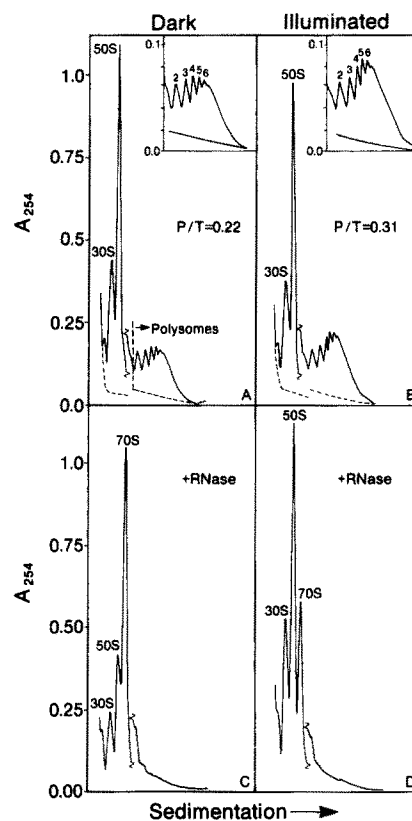 Dark
Illuminated
50S
30S
0.1
0.0
2 3 4 5 6
P/T=0.22
Polysomes
A
50S
30S
0.1
0.0
2 3 4 5 6
P/T=0.31
1.0
0.75
0.5
0.25
0.0
A254
70S
50S
30S
+RNase
C
50S
30S
70S
+RNase
D
1.0
0.75
0.50
0.25
0.00
A254
Sedimentation